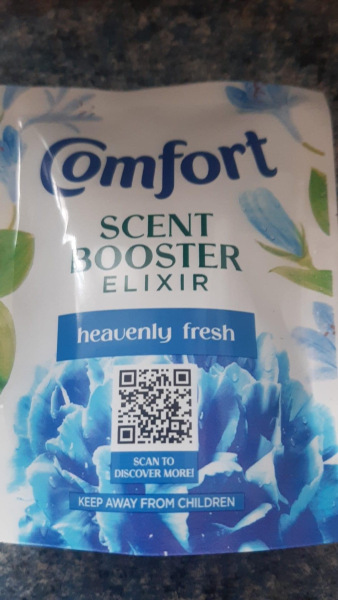 Comfort
SCENT
BOOSTER
ELIXIR
heavenly fresh
SCAN TO
DISCOVER MORE!
KEEP AWAY FROM CHILDREN